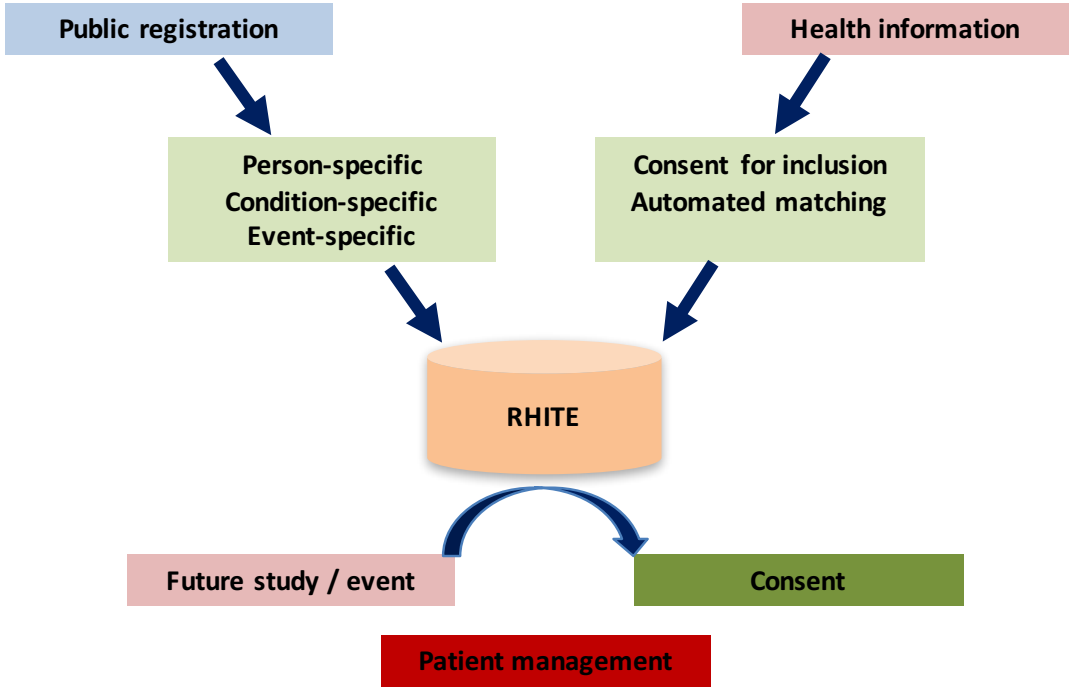 Public registration
Health information
Person-specific
Condition-specific
Event-specific
Consent for inclusion
Automated matching
RHITE
Future study / event
Consent
Patient management